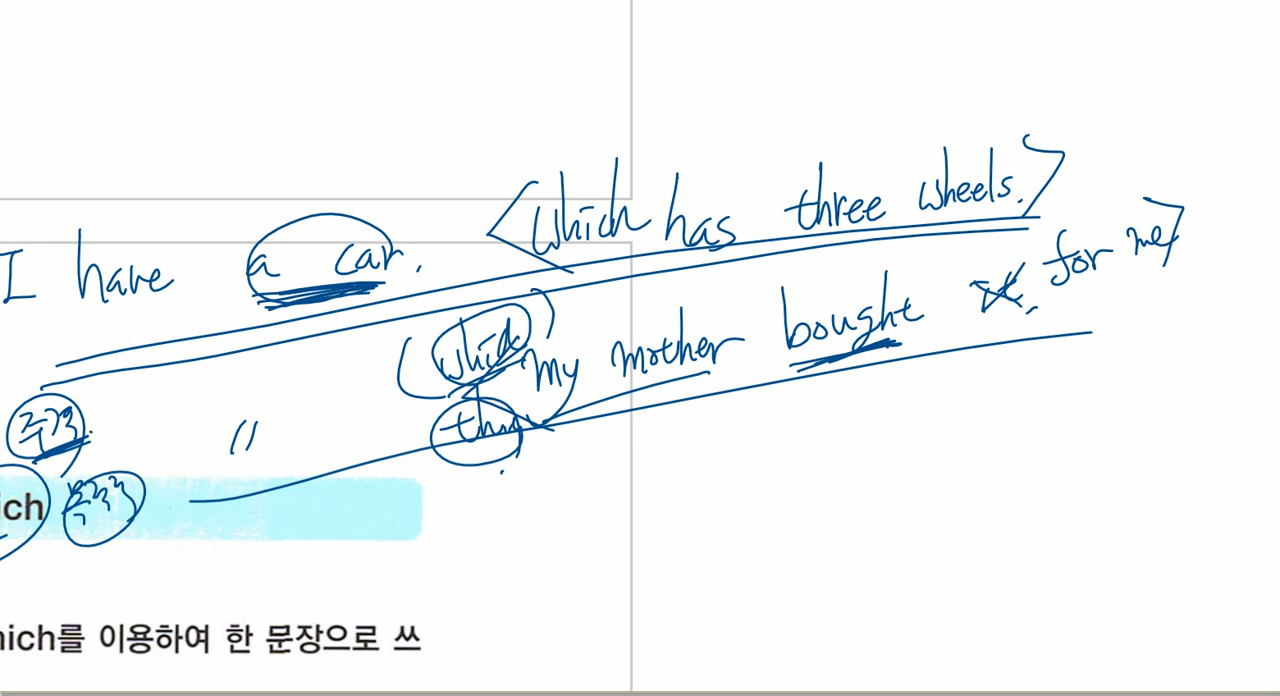 I have a car. <which has three wheels.>
(which) my mother bought it. for me>
주격 〃 that
ich 목적격
hich를 이용하여 한 문장으로 쓰